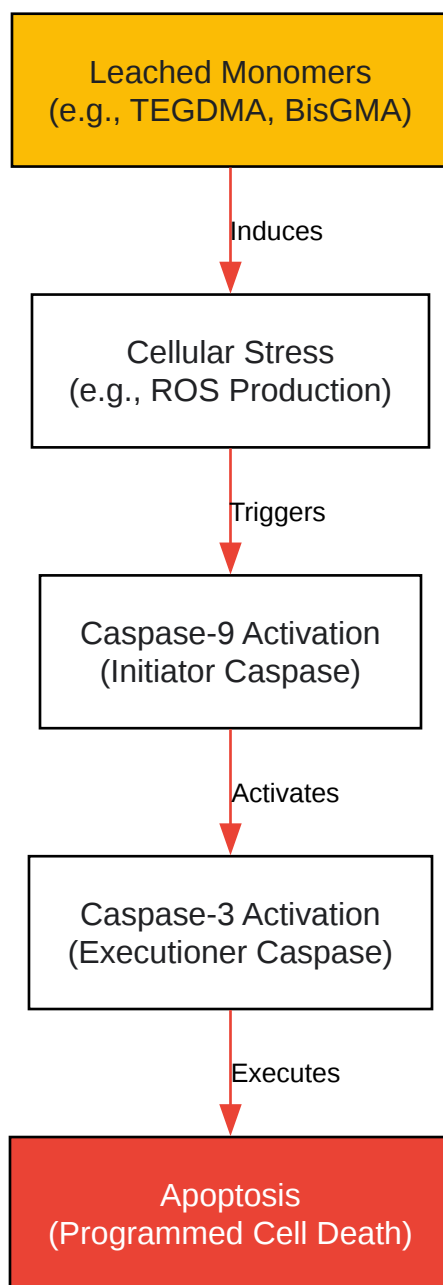 Leached Monomers
(e.g., TEGDMA, BisGMA)
Induces
Cellular Stress
(e.g., ROS Production)
Triggers
Caspase-9 Activation
(Initiator Caspase)
Activates
Caspase-3 Activation
(Executioner Caspase)
Executes
Apoptosis
(Programmed Cell Death)